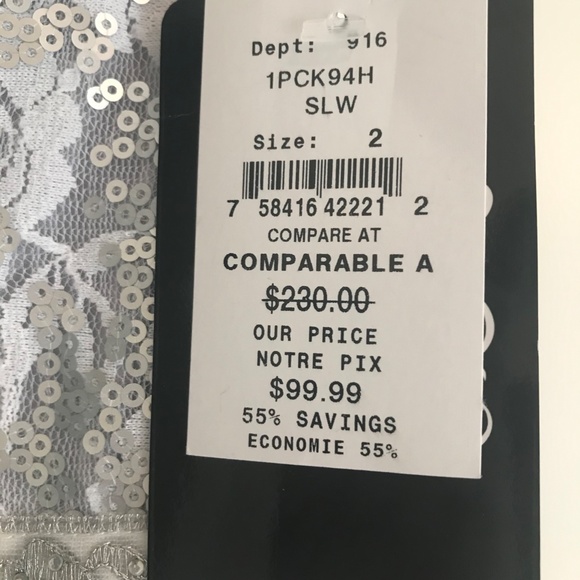 Dept: 916
1PCK94H
SLW
Size: 2
7 58416 42221 2
COMPARE AT
COMPARABLE A
$230.00
OUR PRICE
NOTRE PIX
$99.99
55% SAVINGS
ECONOMIE 55%